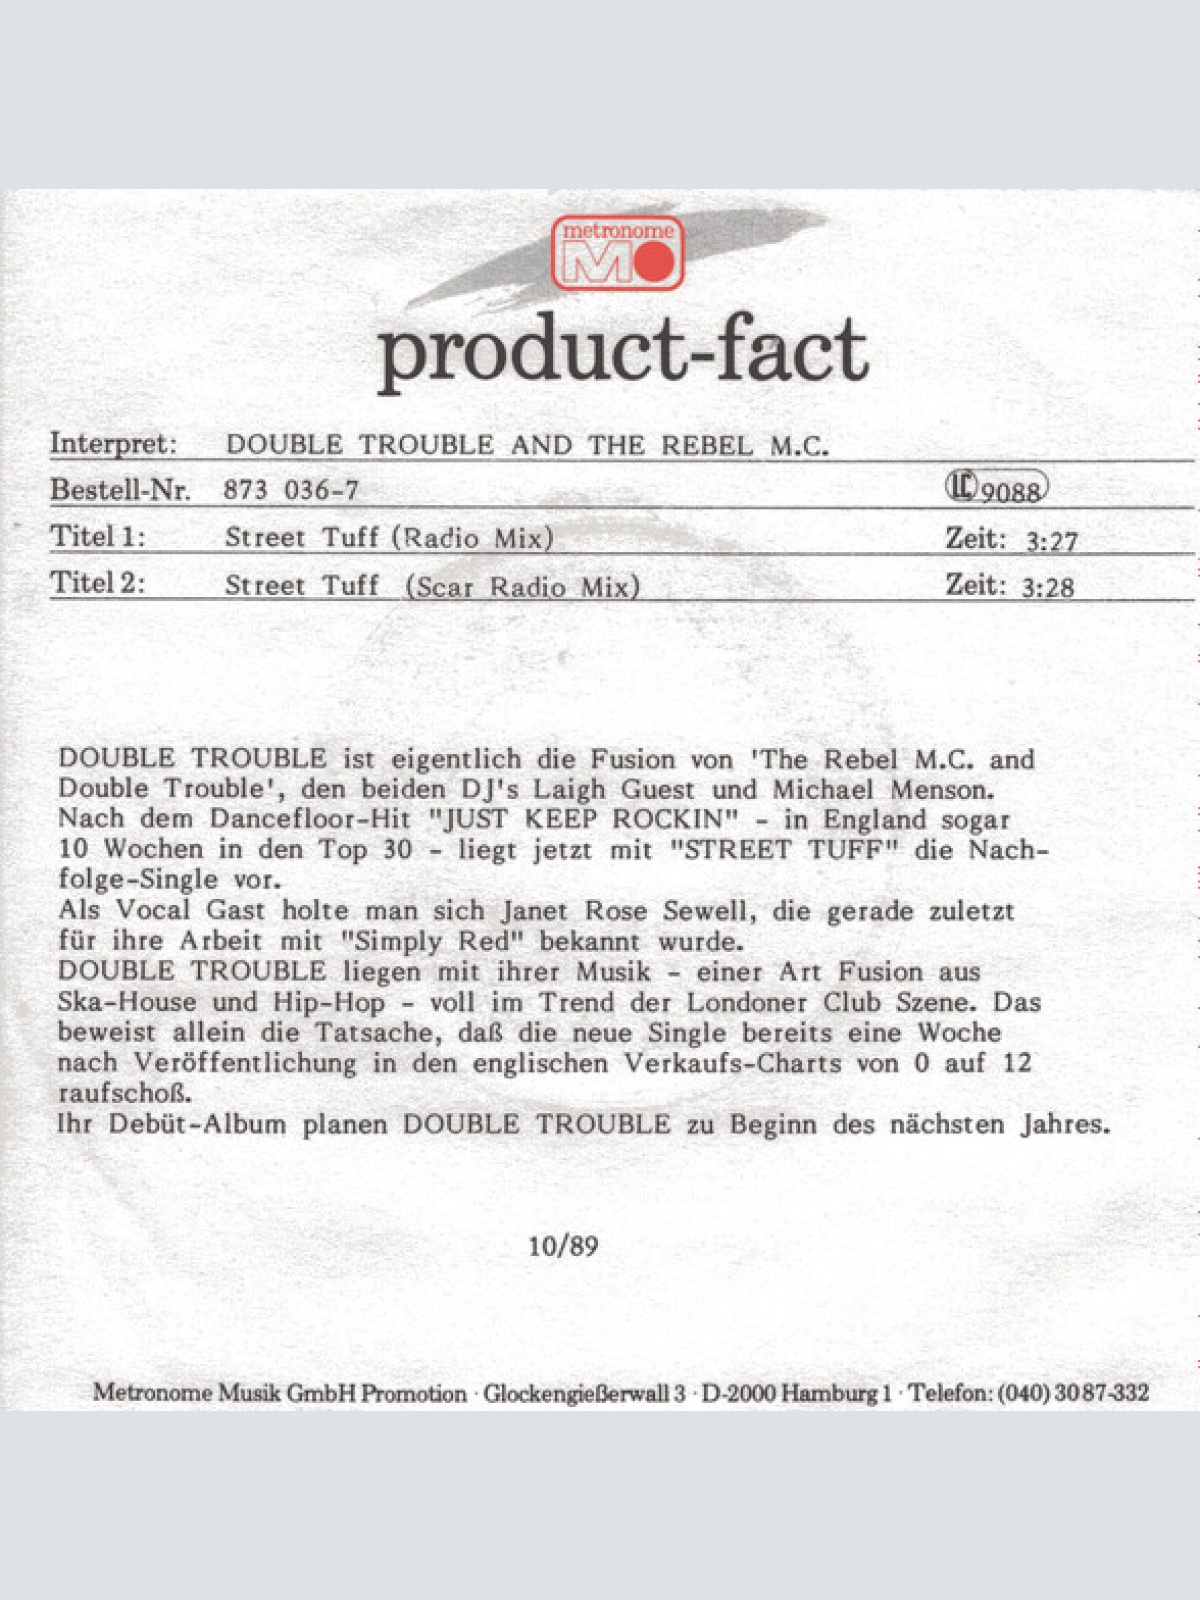 metronome
M
product-fact
Interpret: DOUBLE TROUBLE AND THE REBEL M.C.
Bestell-Nr. 873 036-7 LC 9088
Titel 1: Street Tuff (Radio Mix) Zeit: 3:27
Titel 2: Street Tuff (Scar Radio Mix) Zeit: 3:28
DOUBLE TROUBLE ist eigentlich die Fusion von 'The Rebel M.C. and
Double Trouble', den beiden DJ's Laigh Guest und Michael Menson.
Nach dem Dancefloor-Hit "JUST KEEP ROCKIN" - in England sogar
10 Wochen in den Top 30 - liegt jetzt mit "STREET TUFF" die Nach-
folge-Single vor.
Als Vocal Gast holte man sich Janet Rose Sewell, die gerade zuletzt
für ihre Arbeit mit "Simply Red" bekannt wurde.
DOUBLE TROUBLE liegen mit ihrer Musik - einer Art Fusion aus
Ska-House und Hip-Hop - voll im Trend der Londoner Club Szene. Das
beweist allein die Tatsache, daß die neue Single bereits eine Woche
nach Veröffentlichung in den englischen Verkaufs-Charts von 0 auf 12
raufschoß.
Ihr Debüt-Album planen DOUBLE TROUBLE zu Beginn des nächsten Jahres.
10/89
Metronome Musik GmbH Promotion · Glockengießerwall 3 · D-2000 Hamburg 1 · Telefon: (040) 30 87-332